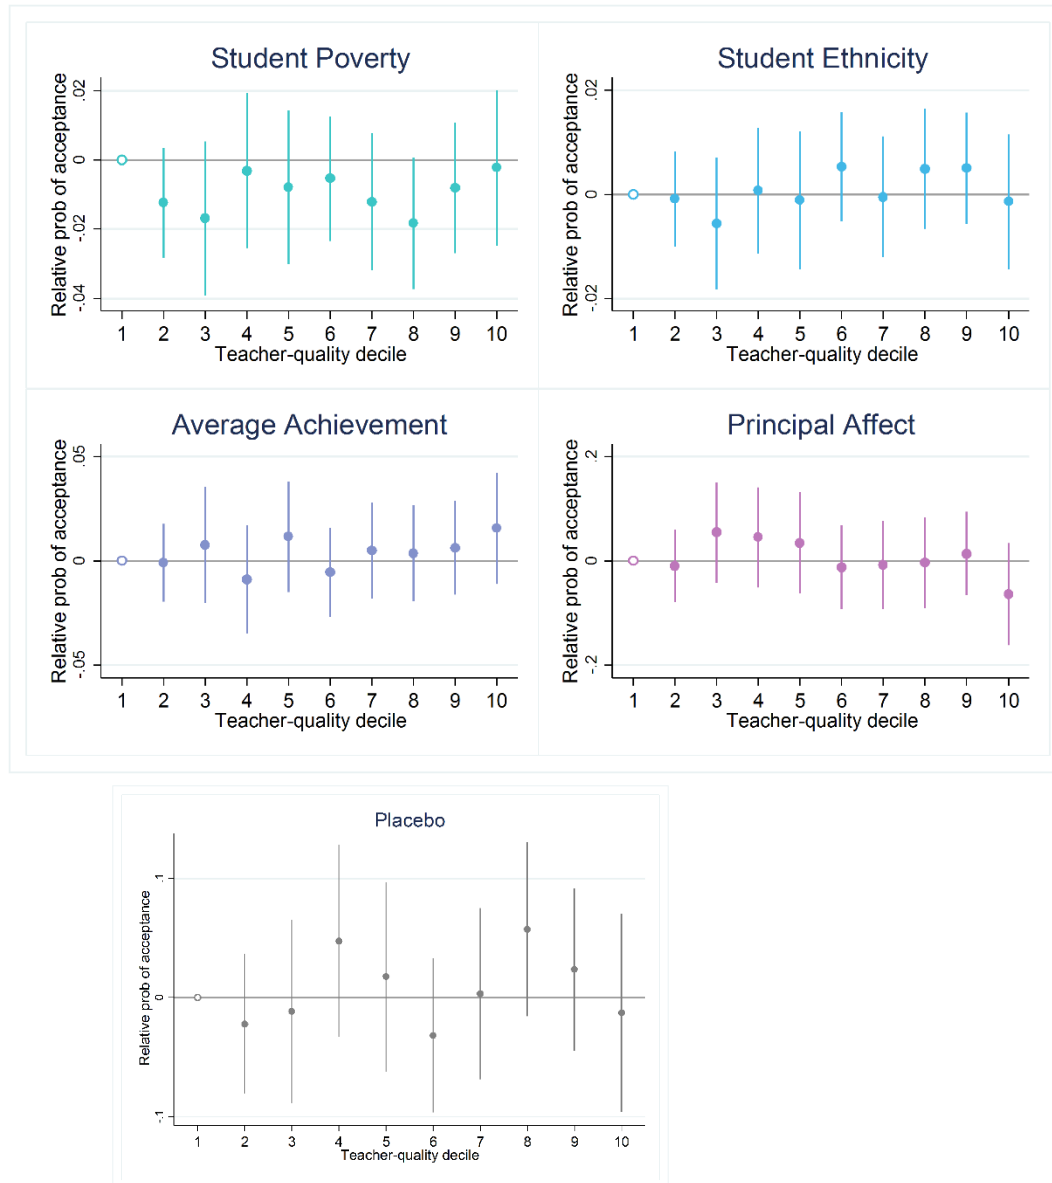 Student Poverty
Relative prob of acceptance
.02
0
-.02
-.04
1 2 3 4 5 6 7 8 9 10
Teacher-quality decile
Student Ethnicity
Relative prob of acceptance
.02
0
-.02
1 2 3 4 5 6 7 8 9 10
Teacher-quality decile
Average Achievement
Relative prob of acceptance
.05
0
-.05
1 2 3 4 5 6 7 8 9 10
Teacher-quality decile
Principal Affect
Relative prob of acceptance
.2
0
-.2
1 2 3 4 5 6 7 8 9 10
Teacher-quality decile
Placebo
Relative prob of acceptance
.1
0
-.1
1 2 3 4 5 6 7 8 9 10
Teacher-quality decile